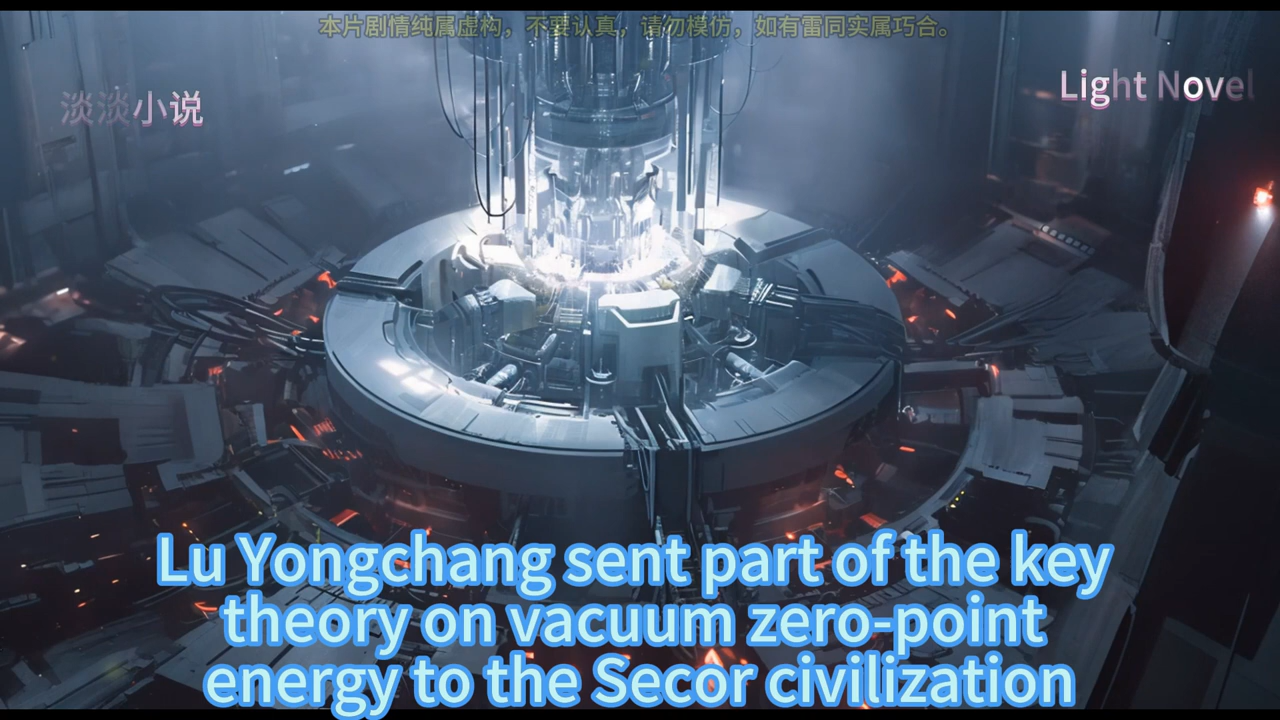 本片剧情纯属虚构，不要认真，请勿模仿，如有雷同实属巧合。
淡淡小说
Light Novel
Lu Yongchang sent part of the key
theory on vacuum zero-point
energy to the Secor civilization